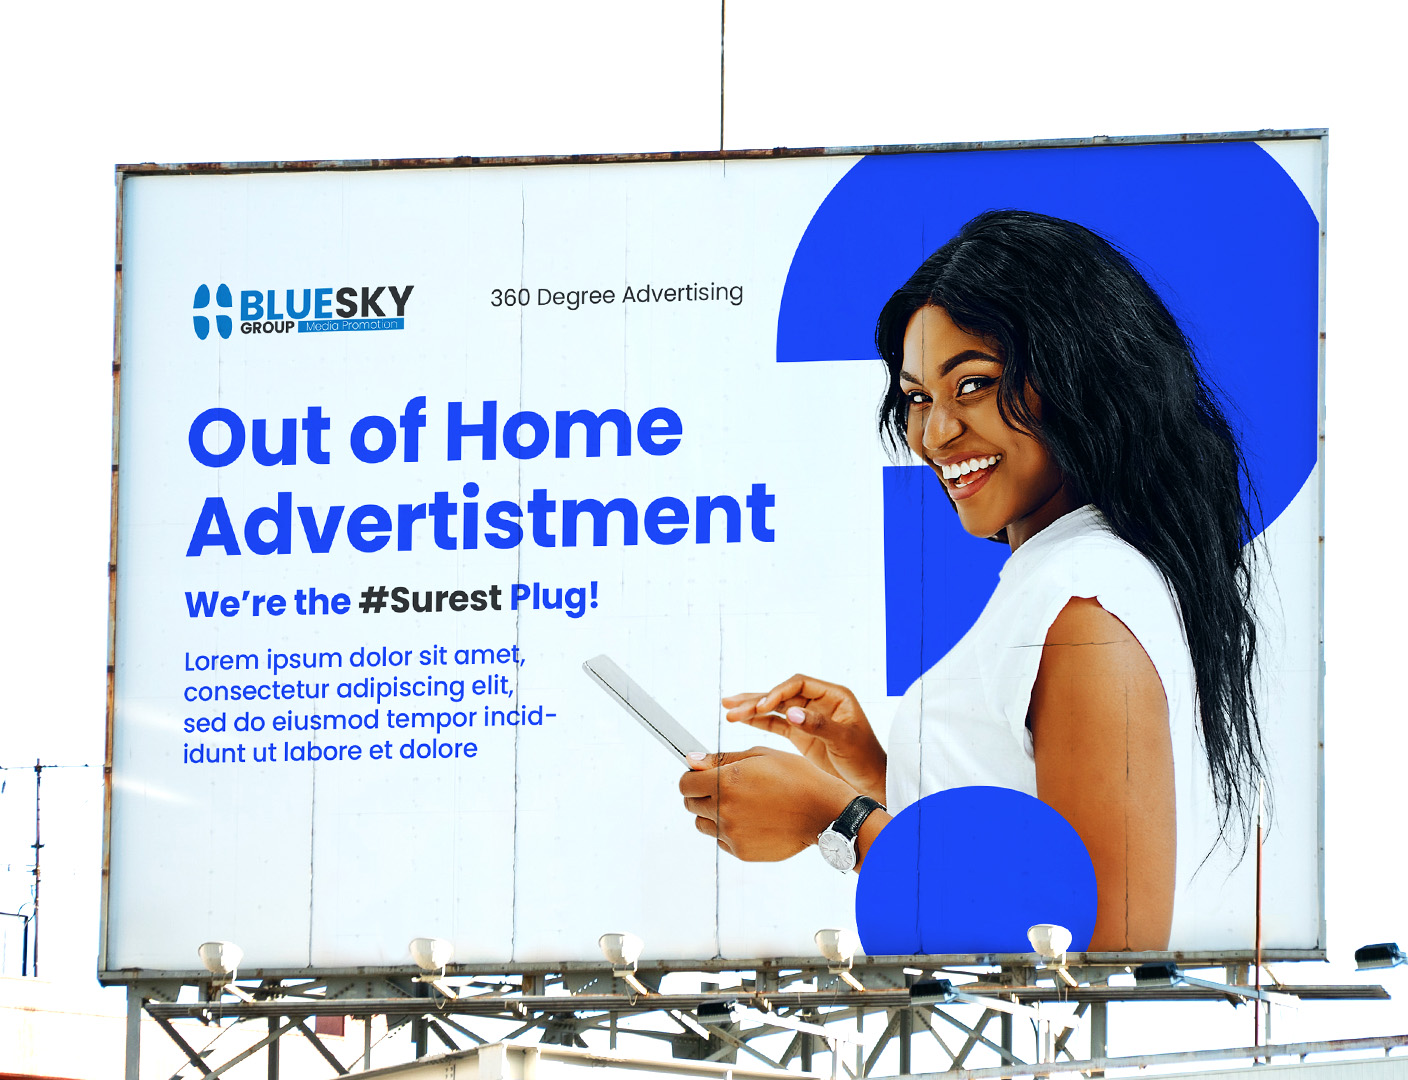 BLUESKY
GROUP Media Promotion
360 Degree Advertising
Out of Home
Advertistment
We're the #Surest Plug!
Lorem ipsum dolor sit amet,
consectetur adipiscing elit,
sed do eiusmod tempor incid-
idunt ut labore et dolore